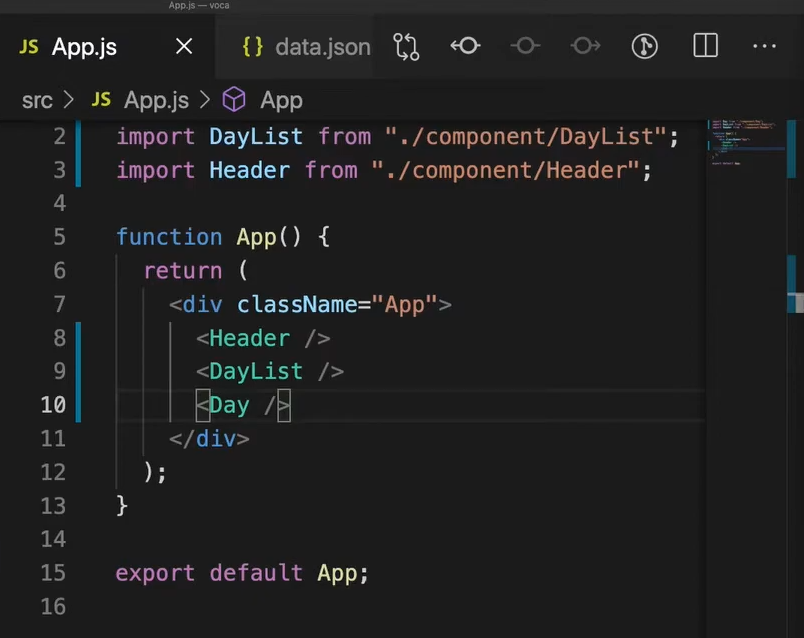 App.js — voca
JS App.js {} data.json
src > JS App.js > App
2 import DayList from "./component/DayList";
3 import Header from "./component/Header";
4
5 function App() {
6 return (
7 <div className="App">
8 <Header />
9 <DayList />
10 <Day />
11 </div>
12 );
13 }
14
15 export default App;
16